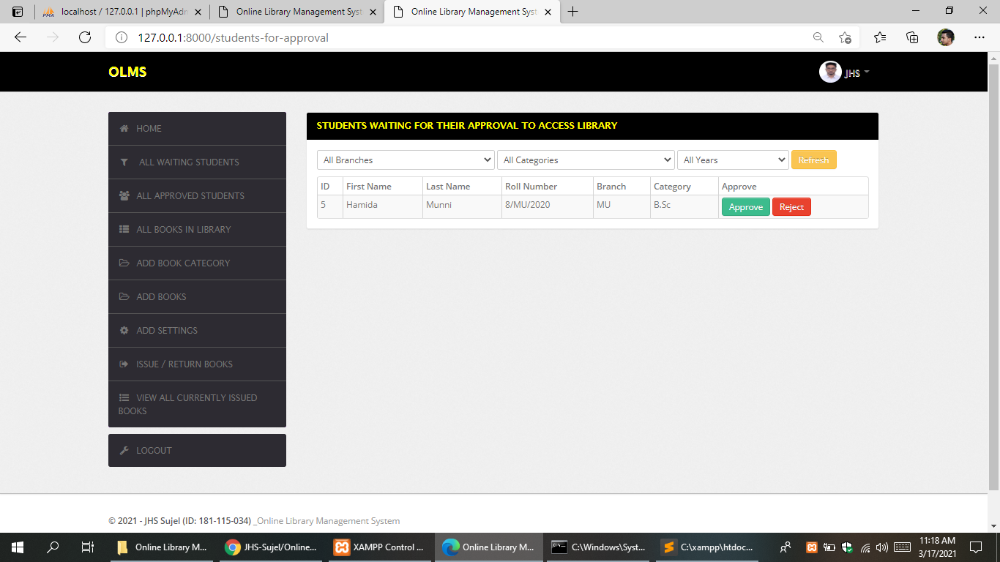 localhost / 127.0.0.1 | phpMyAdm
Online Library Management Syst
Online Library Management Syst
127.0.0.1:8000/students-for-approval
OLMS
JHS
HOME
ALL WAITING STUDENTS
ALL APPROVED STUDENTS
ALL BOOKS IN LIBRARY
ADD BOOK CATEGORY
ADD BOOKS
ADD SETTINGS
ISSUE / RETURN BOOKS
VIEW ALL CURRENTLY ISSUED
BOOKS
LOGOUT
STUDENTS WAITING FOR THEIR APPROVAL TO ACCESS LIBRARY
All Branches All Categories All Years Refresh
ID First Name Last Name Roll Number Branch Category Approve
5 Hamida Munni 8/MU/2020 MU B.Sc Approve Reject
© 2021 - JHS Sujel (ID: 181-115-034) _Online Library Management System
Online Library M... JHS-Sujel/Online... XAMPP Control ... Online Library M... C:\Windows\Syst... C:\xampp\htdoc...
11:18 AM
3/17/2021